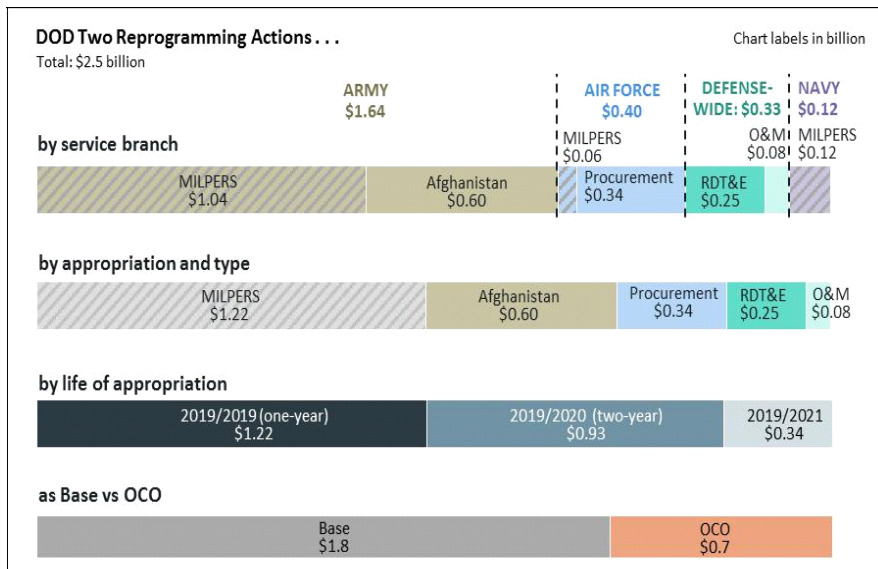 DOD Two Reprogramming Actions . . .
Chart labels in billion
Total: $2.5 billion
ARMY
$1.64
AIR FORCE
$0.40
DEFENSE-
WIDE: $0.33
NAVY
$0.12
by service branch
MILPERS
$0.06
O&M
$0.08
MILPERS
$0.12
MILPERS
$1.04
Afghanistan
$0.60
Procurement
$0.34
RDT&E
$0.25
by appropriation and type
MILPERS
$1.22
Afghanistan
$0.60
Procurement
$0.34
RDT&E
$0.25
O&M
$0.08
by life of appropriation
2019/2019 (one-year)
$1.22
2019/2020 (two-year)
$0.93
2019/2021
$0.34
as Base vs OCO
Base
$1.8
OCO
$0.7